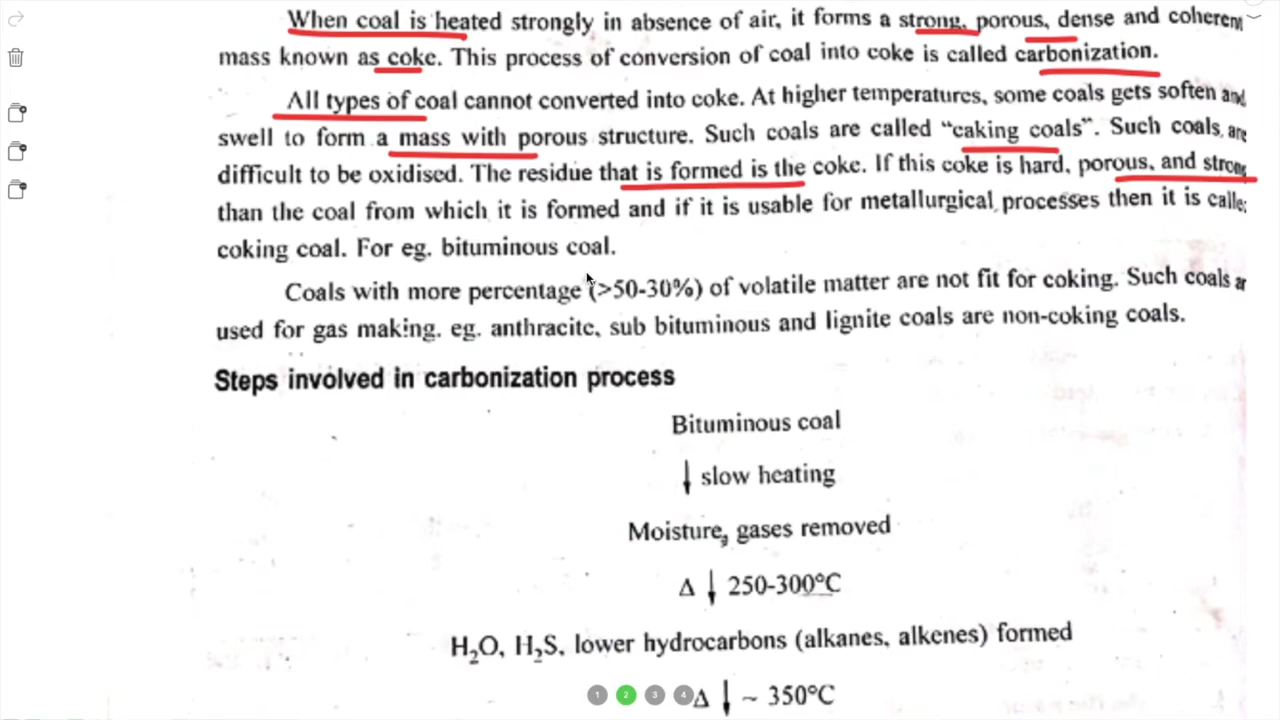 When coal is heated strongly in absence of air, it forms a strong, porous, dense and coheren
mass known as coke. This process of conversion of coal into coke is called carbonization.
All types of coal cannot converted into coke. At higher temperatures, some coals gets soften and
swell to form a mass with porous structure. Such coals are called “caking coals”. Such coals are
difficult to be oxidised. The residue that is formed is the coke. If this coke is hard, porous, and strong
than the coal from which it is formed and if it is usable for metallurgical processes then it is calle
coking coal. For eg. bituminous coal.
Coals with more percentage (>50-30%) of volatile matter are not fit for coking. Such coals ar
used for gas making. eg. anthracite, sub bituminous and lignite coals are non-coking coals.
Steps involved in carbonization process
Bituminous coal
↓ slow heating
Moisture, gases removed
Δ ↓ 250-300°C
H₂O, H₂S, lower hydrocarbons (alkanes, alkenes) formed
Δ ↓ ~ 350°C
1 2 3 4